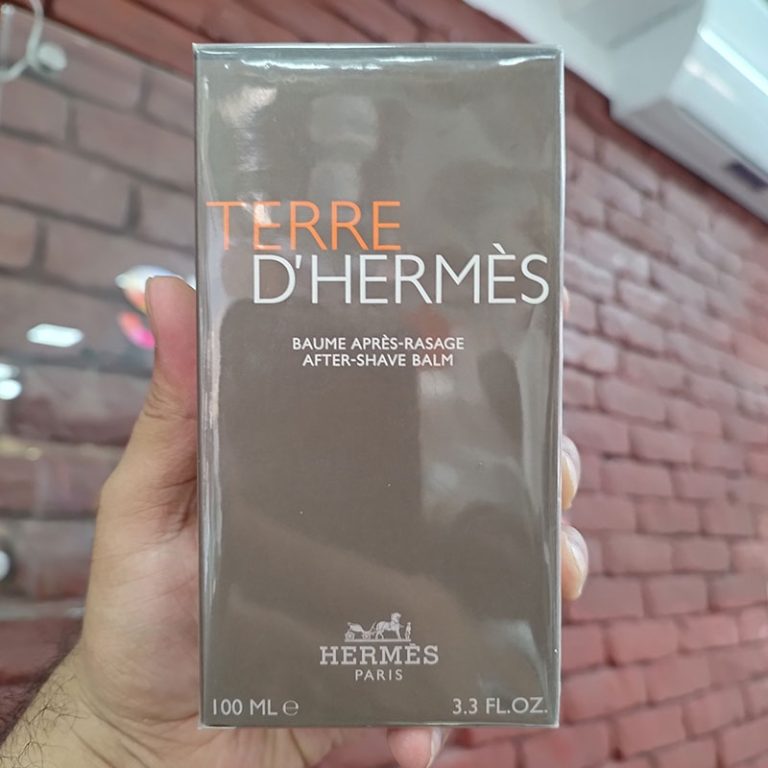 TERRE
D'HERMÈS
BAUME APRÈS-RASAGE
AFTER-SHAVE BALM
HERMÈS
PARIS
100 ML ℮ 3.3 FL.OZ.